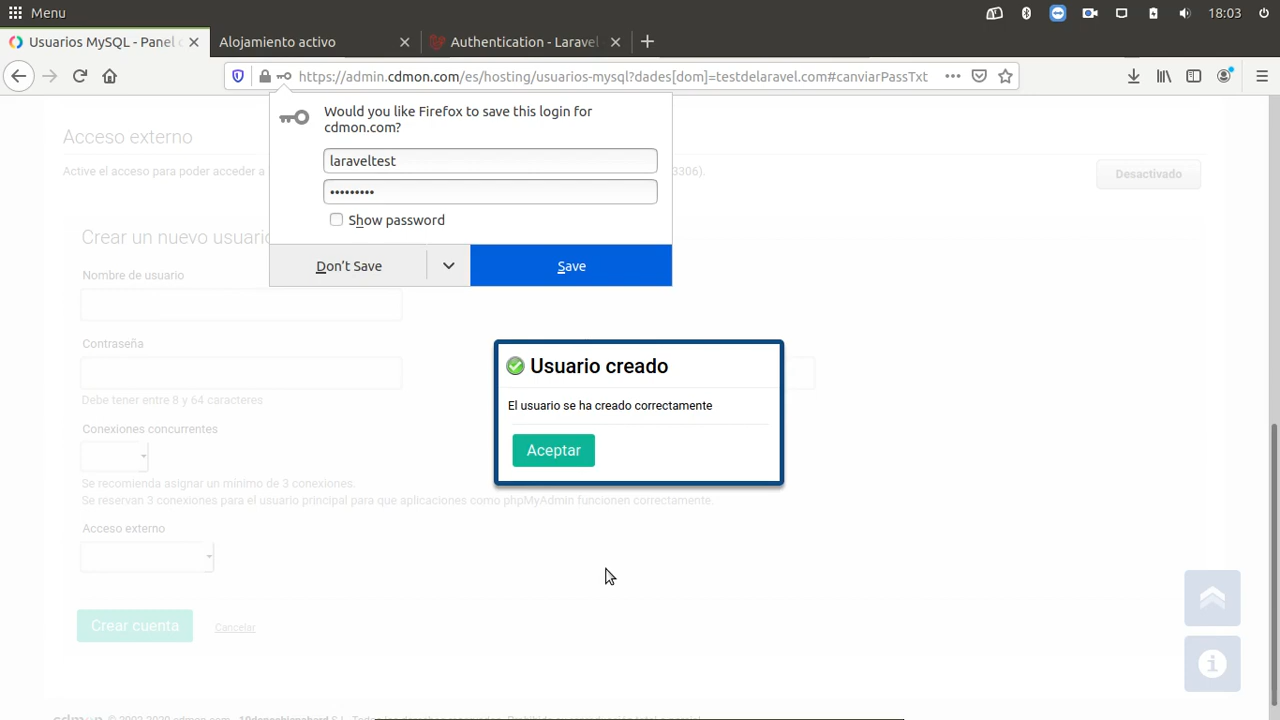 Menu
18:03
Usuarios MySQL - Panel
Alojamiento activo
Authentication - Laravel
https://admin.cdmon.com/es/hosting/usuarios-mysql?dades[dom]=testdelaravel.com#canviarPassTxt
Would you like Firefox to save this login for
cdmon.com?
laraveltest
•••••••••
Show password
Don't Save
Save
Acceso externo
Active el acceso para poder acceder a
3306).
Desactivado
Crear un nuevo usuario
Nombre de usuario
Contraseña
Debe tener entre 8 y 64 caracteres
Usuario creado
El usuario se ha creado correctamente
Aceptar
Conexiones concurrentes
Se recomienda asignar un mínimo de 3 conexiones.
Se reservan 3 conexiones para el usuario principal para que aplicaciones como phpMyAdmin funcionen correctamente.
Acceso externo
Crear cuenta
Cancelar